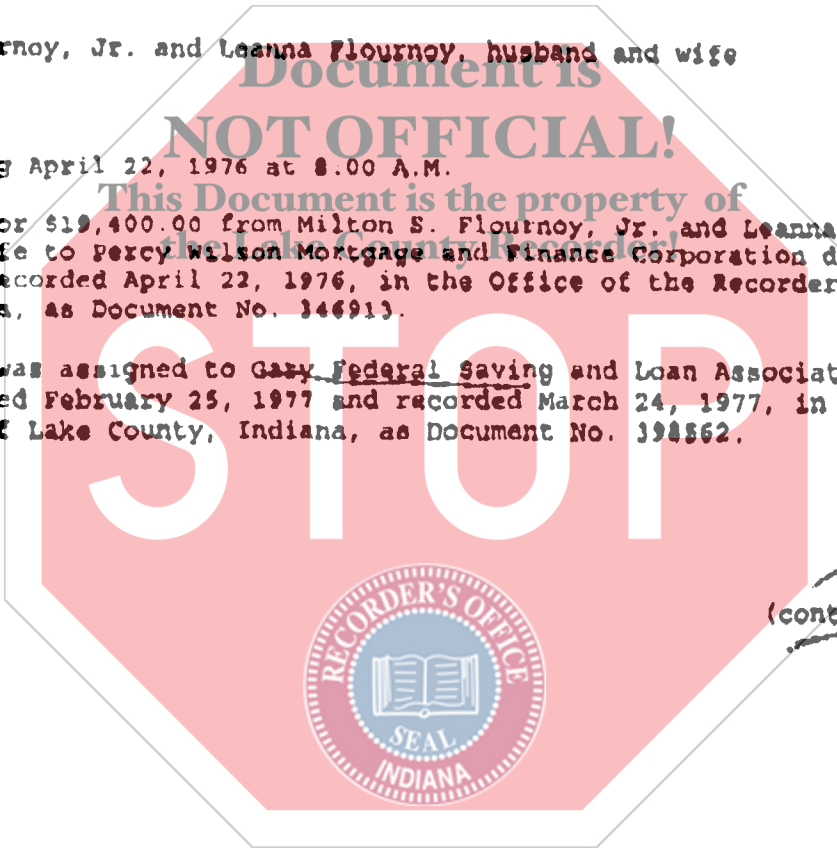 rnoy, Jr. and Leanna Flournoy, husband and wife
Document is
NOT OFFICIAL!
g April 22, 1976 at 8.00 A.M.
This Document is the property of
or $19,400.00 from Milton S. Flournoy, Jr. and Leanna
the Lake County Recorder!
fe to Percy Wilson Mortgage and Finance Corporation d
ecorded April 22, 1976, in the Office of the Recorder
a, as Document No. 346913.
was assigned to Gary Federal Saving and Loan Associat
ed February 25, 1977 and recorded March 24, 1977, in
f Lake County, Indiana, as Document No.
STOP
(cont
RECORDER'S OFFICE
SEAL
INDIANA